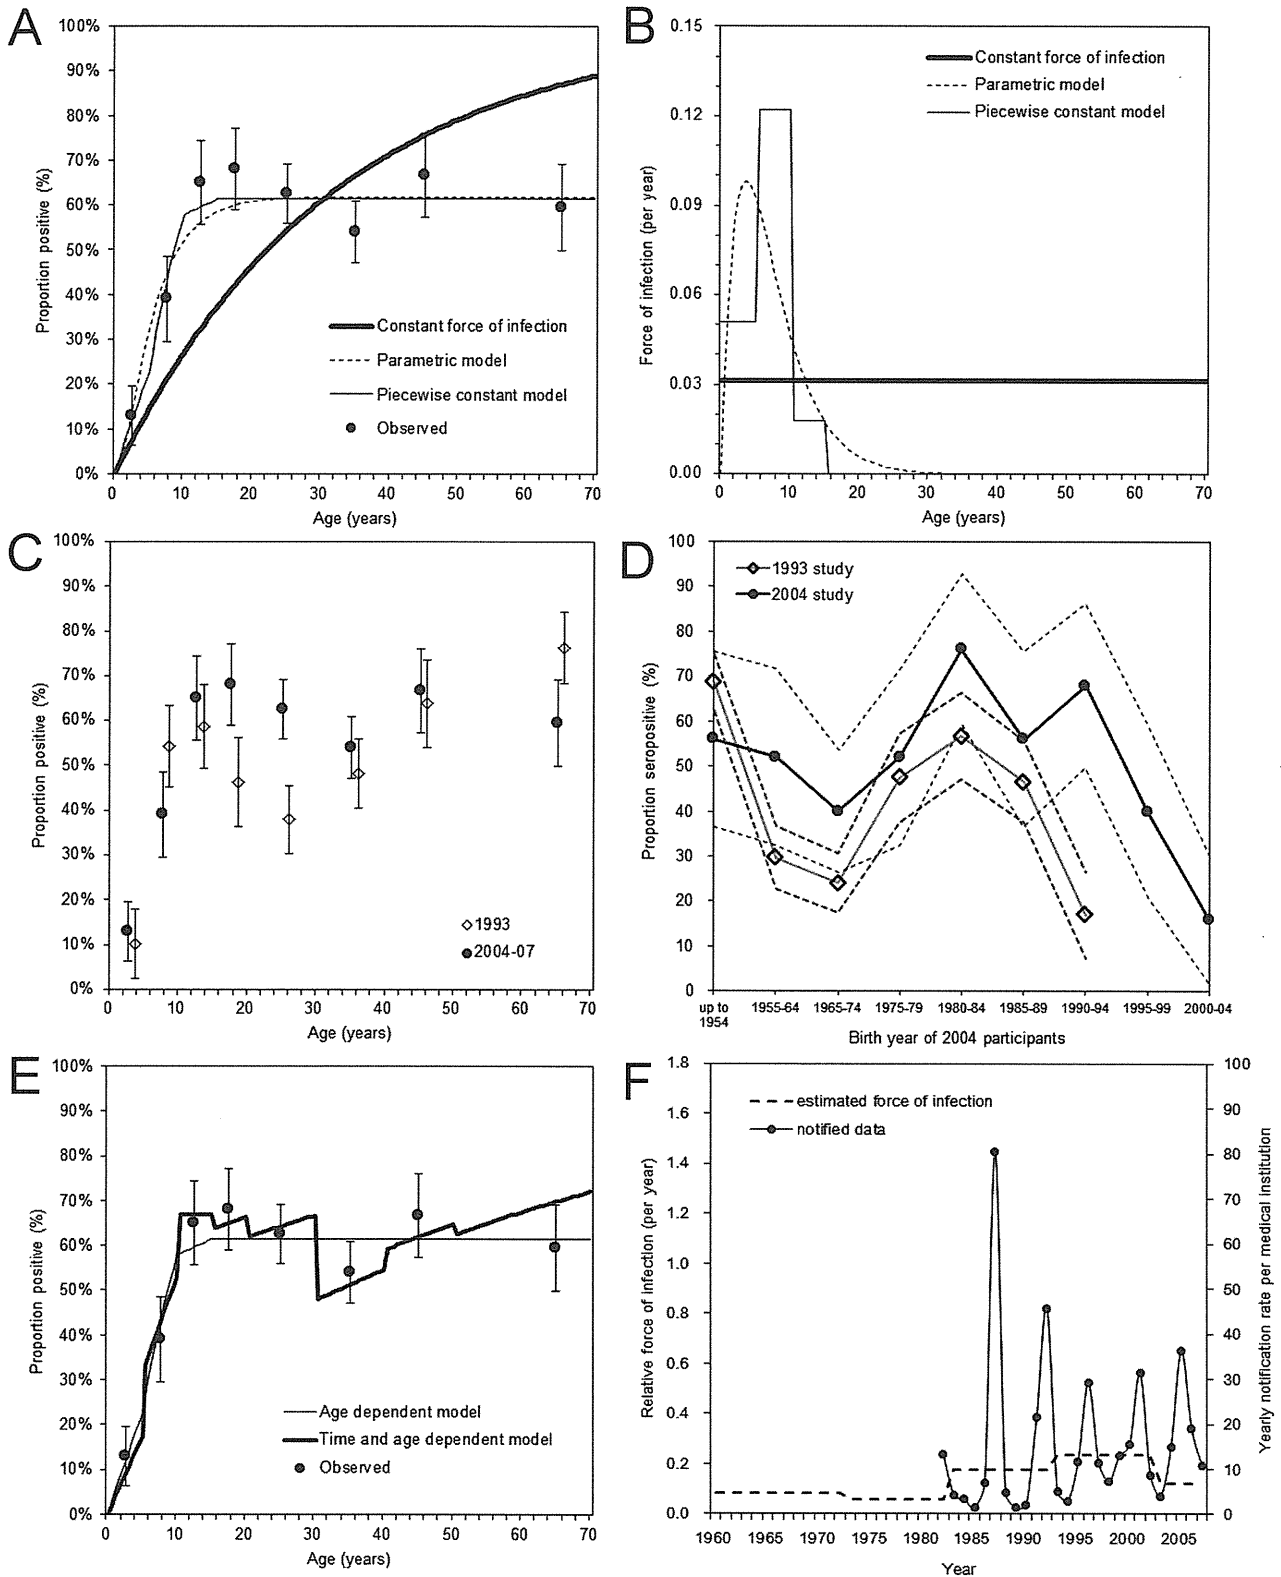 A
100%
90%
80%
70%
60%
50%
40%
30%
20%
10%
0%
Proportion positive (%)
Constant force of infection
Parametric model
Piecewise constant model
Observed
0 10 20 30 40 50 60 70
Age (years)
B
0.15
0.12
0.09
0.06
0.03
0.00
Force of infection (per year)
Constant force of infection
Parametric model
Piecewise constant model
0 10 20 30 40 50 60 70
Age (years)
C
100%
90%
80%
70%
60%
50%
40%
30%
20%
10%
0%
Proportion positive (%)
1993
2004-07
0 10 20 30 40 50 60 70
Age (years)
D
100
90
80
70
60
50
40
30
20
10
0
Proportion seropositive (%)
1993 study
2004 study
up to 1955-64 1965-74 1975-79 1980-84 1985-89 1990-94 1995-99 2000-04
1954
Birth year of 2004 participants
E
100%
90%
80%
70%
60%
50%
40%
30%
20%
10%
0%
Proportion positive (%)
Age dependent model
Time and age dependent model
Observed
0 10 20 30 40 50 60 70
Age (years)
F
1.8
1.6
1.4
1.2
1.0
0.8
0.6
0.4
0.2
0.0
Relative force of infection (per year)
estimated force of infection
notified data
100
90
80
70
60
50
40
30
20
10
0
Yearly notification rate per medical institution
1960 1965 1970 1975 1980 1985 1990 1995 2000 2005
Year